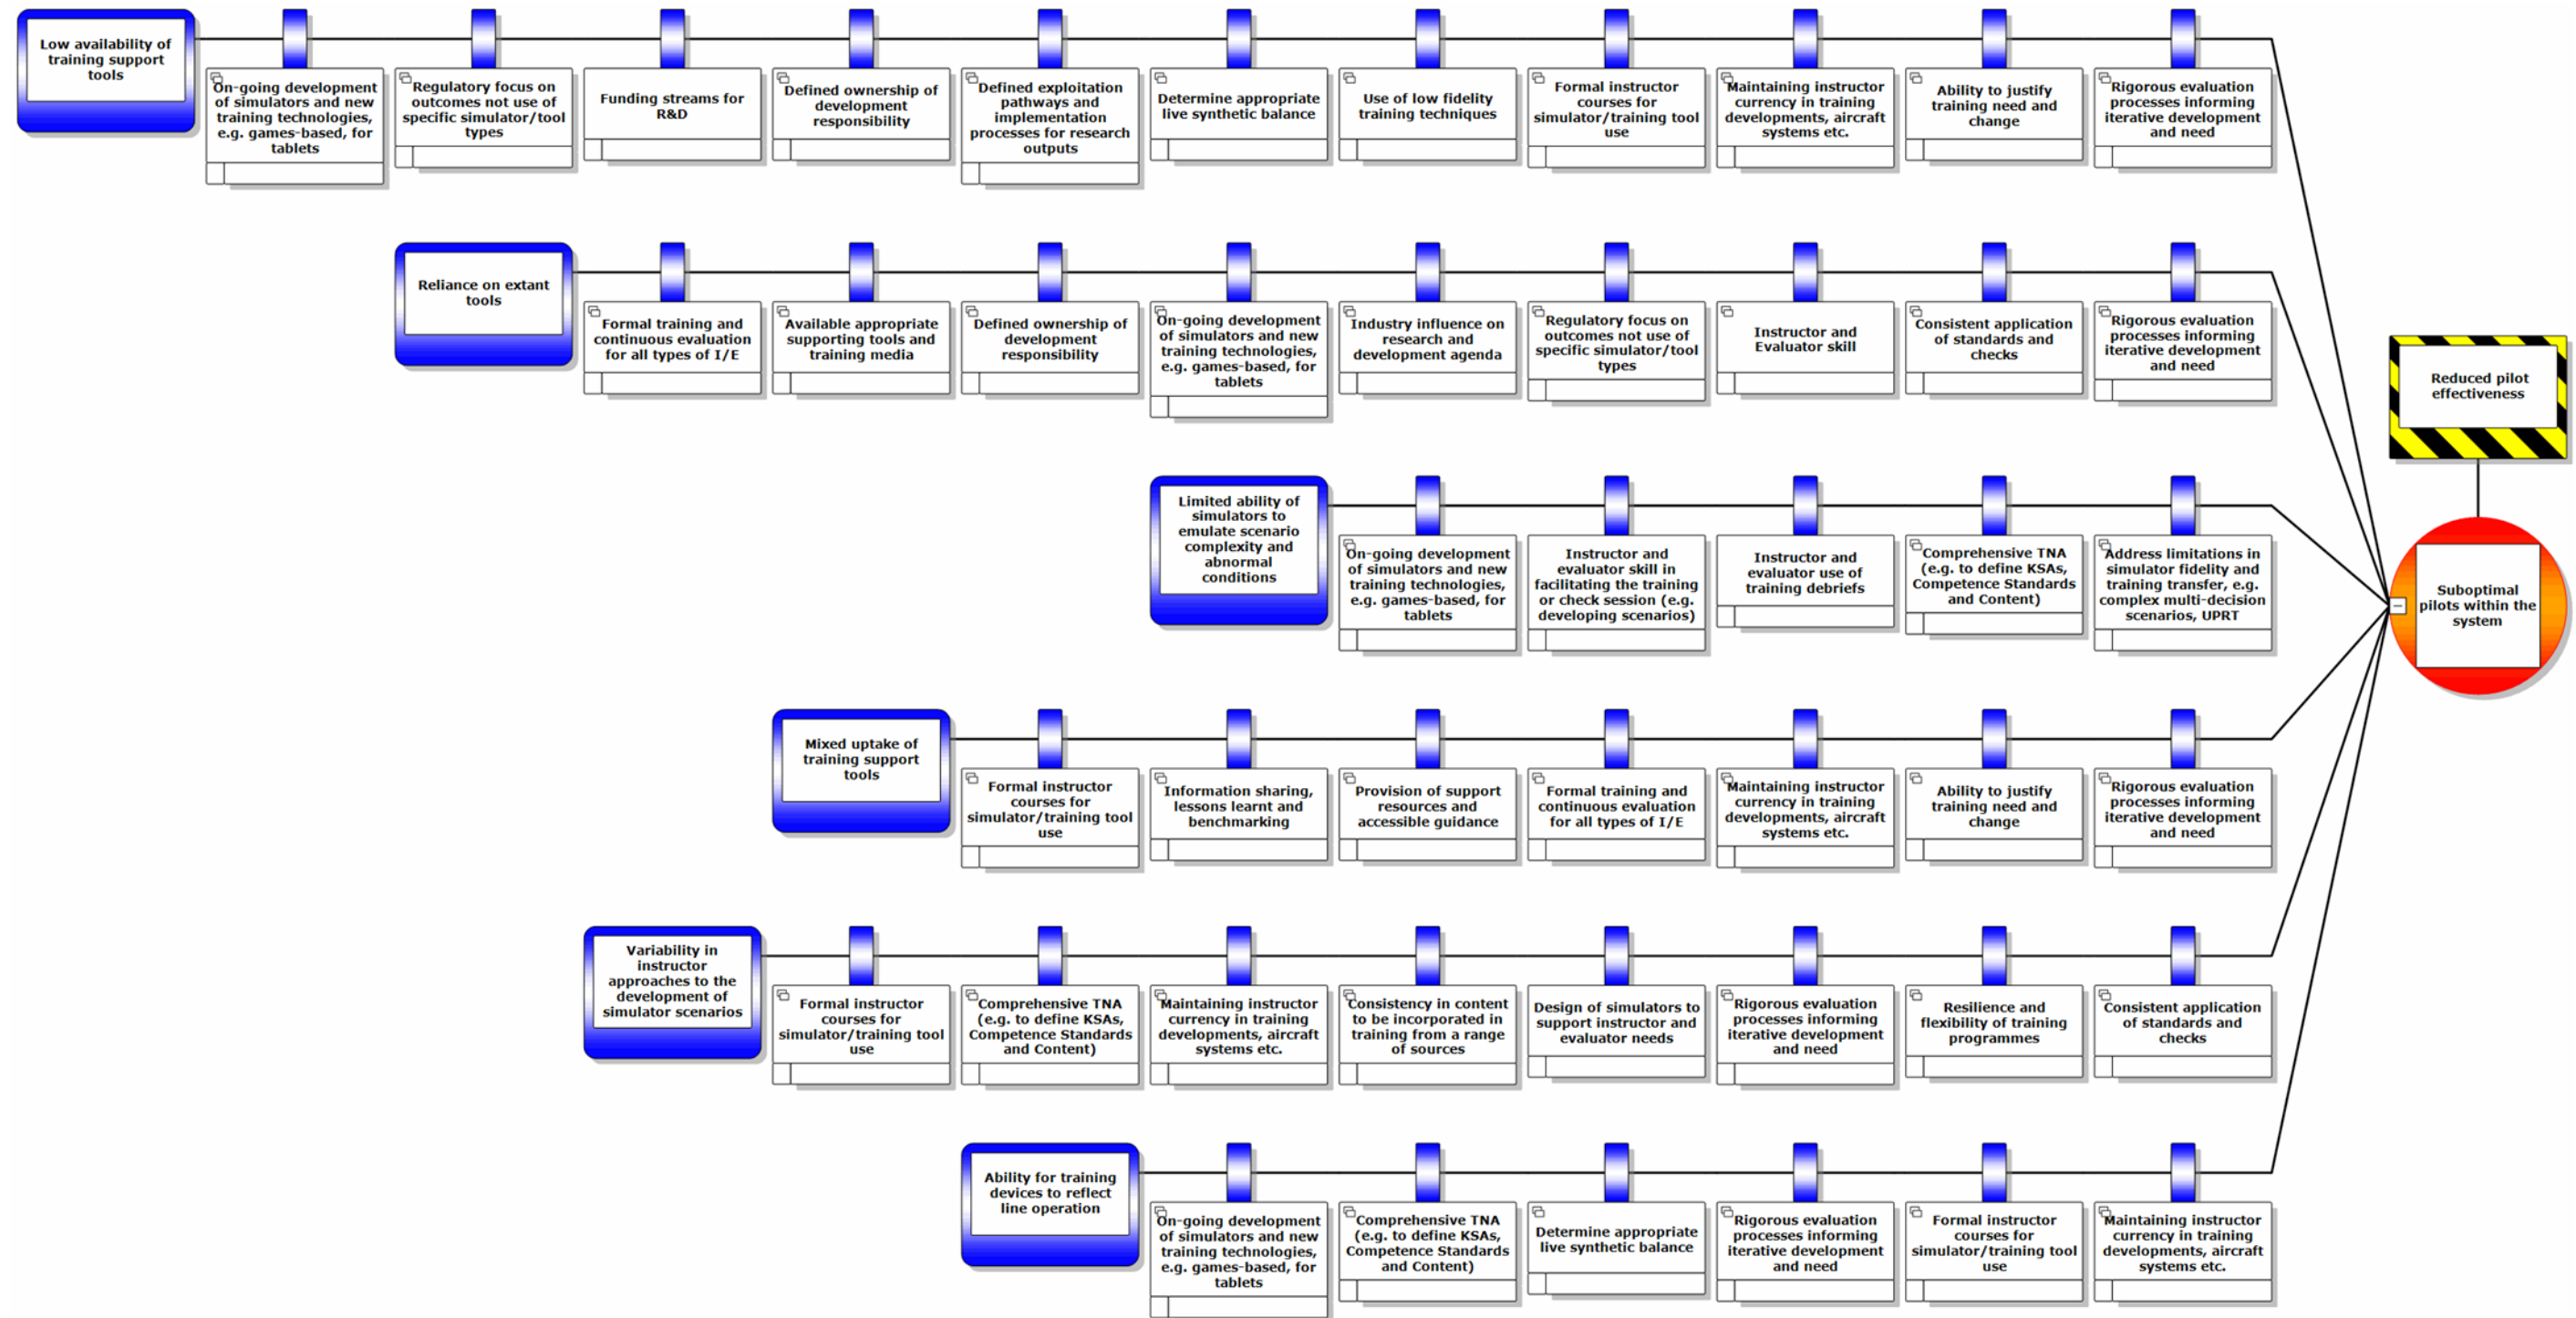 Low availability of
training support
tools
On-going development
of simulators and new
training technologies,
e.g. games-based, for
tablets
Regulatory focus on
outcomes not use of
specific simulator/tool
types
Funding streams for
R&D
Defined ownership of
development
responsibility
Defined exploitation
pathways and
implementation
processes for research
outputs
Determine appropriate
live synthetic balance
Use of low fidelity
training techniques
Formal instructor
courses for
simulator/training tool
use
Maintaining instructor
currency in training
developments, aircraft
systems etc.
Ability to justify
training need and
change
Rigorous evaluation
processes informing
iterative development
and need
Reliance on extant
tools
Formal training and
continuous evaluation
for all types of I/E
Available appropriate
supporting tools and
training media
Defined ownership of
development
responsibility
On-going development
of simulators and new
training technologies,
e.g. games-based, for
tablets
Industry influence on
research and
development agenda
Regulatory focus on
outcomes not use of
specific simulator/tool
types
Instructor and
Evaluator skill
Consistent application
of standards and
checks
Rigorous evaluation
processes informing
iterative development
and need
Reduced pilot
effectiveness
Limited ability of
simulators to
emulate scenario
complexity and
abnormal
conditions
On-going development
of simulators and new
training technologies,
e.g. games-based, for
tablets
Instructor and
evaluator skill in
facilitating the training
or check session (e.g.
developing scenarios)
Instructor and
evaluator use of
training debriefs
Comprehensive TNA
(e.g. to define KSAs,
Competence Standards
and Content)
Address limitations in
simulator fidelity and
training transfer, e.g.
complex multi-decision
scenarios, UPRT
Suboptimal
pilots within the
system
Mixed uptake of
training support
tools
Formal instructor
courses for
simulator/training tool
use
Information sharing,
lessons learnt and
benchmarking
Provision of support
resources and
accessible guidance
Formal training and
continuous evaluation
for all types of I/E
Maintaining instructor
currency in training
developments, aircraft
systems etc.
Ability to justify
training need and
change
Rigorous evaluation
processes informing
iterative development
and need
Variability in
instructor
approaches to the
development of
simulator scenarios
Formal instructor
courses for
simulator/training tool
use
Comprehensive TNA
(e.g. to define KSAs,
Competence Standards
and Content)
Maintaining instructor
currency in training
developments, aircraft
systems etc.
Consistency in content
to be incorporated in
training from a range
of sources
Design of simulators to
support instructor and
evaluator needs
Rigorous evaluation
processes informing
iterative development
and need
Resilience and
flexibility of training
programmes
Consistent application
of standards and
checks
Ability for training
devices to reflect
line operation
On-going development
of simulators and new
training technologies,
e.g. games-based, for
tablets
Comprehensive TNA
(e.g. to define KSAs,
Competence Standards
and Content)
Determine appropriate
live synthetic balance
Rigorous evaluation
processes informing
iterative development
and need
Formal instructor
courses for
simulator/training tool
use
Maintaining instructor
currency in training
developments, aircraft
systems etc.